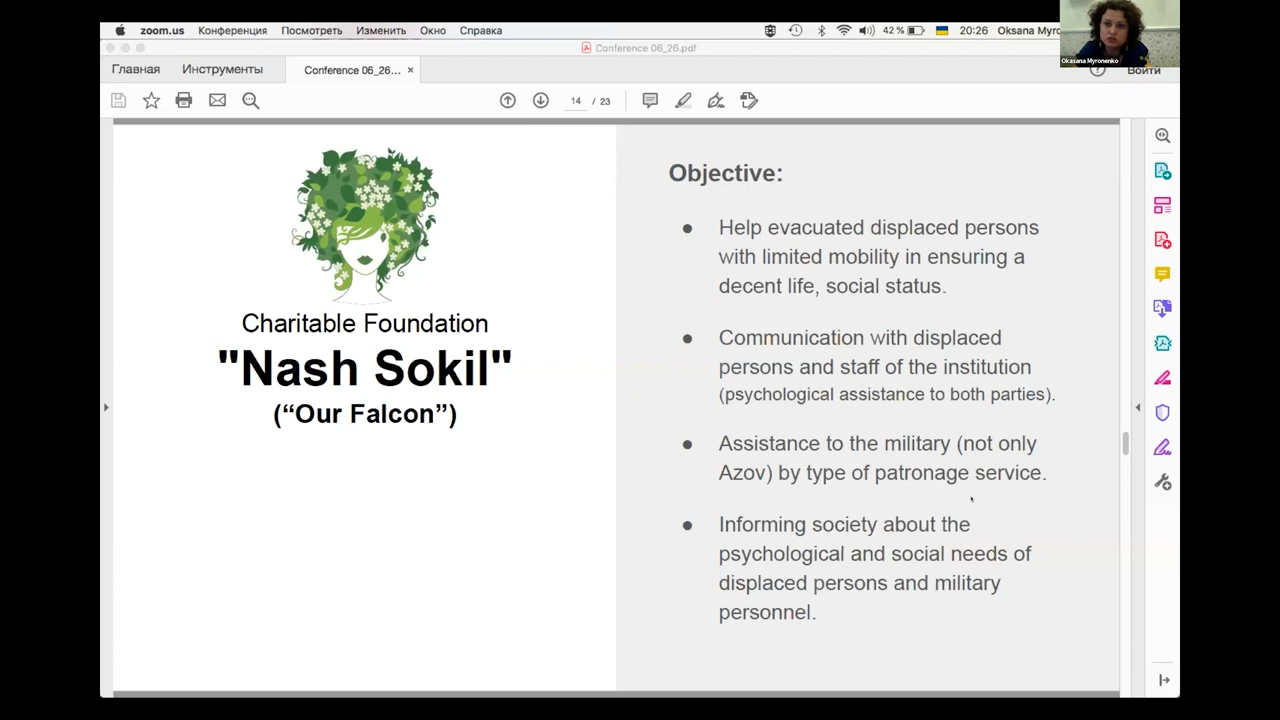 zoom.us Конференция Посмотреть Изменить Окно Справка 42 % 20:26 Oksana Myro
Conference 06_26.pdf
Okasana Myronenko
Главная Инструменты Conference 06_26... × Войти
14 / 23
Charitable Foundation
"Nash Sokil"
(“Our Falcon”)
Objective:
● Help evacuated displaced persons
with limited mobility in ensuring a
decent life, social status.
● Communication with displaced
persons and staff of the institution
(psychological assistance to both parties).
● Assistance to the military (not only
Azov) by type of patronage service.
● Informing society about the
psychological and social needs of
displaced persons and military
personnel.